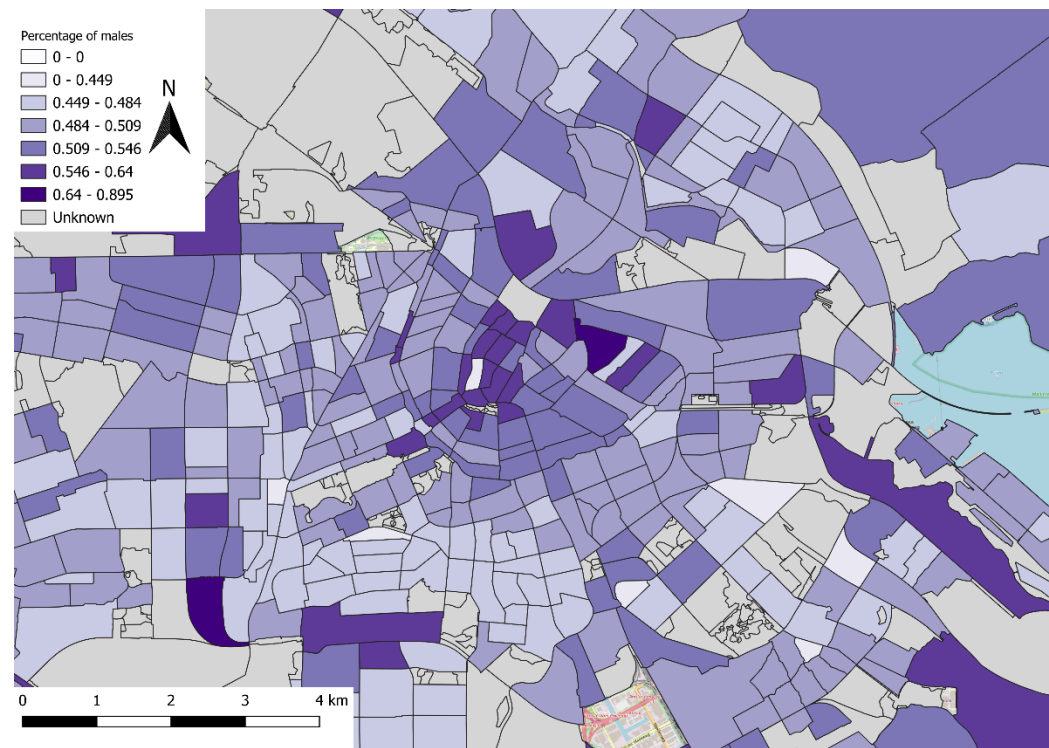 Percentage of males
0 - 0
0 - 0.449
0.449 - 0.484
0.484 - 0.509
0.509 - 0.546
0.546 - 0.64
0.64 - 0.895
Unknown
N
0 1 2 3 4 km